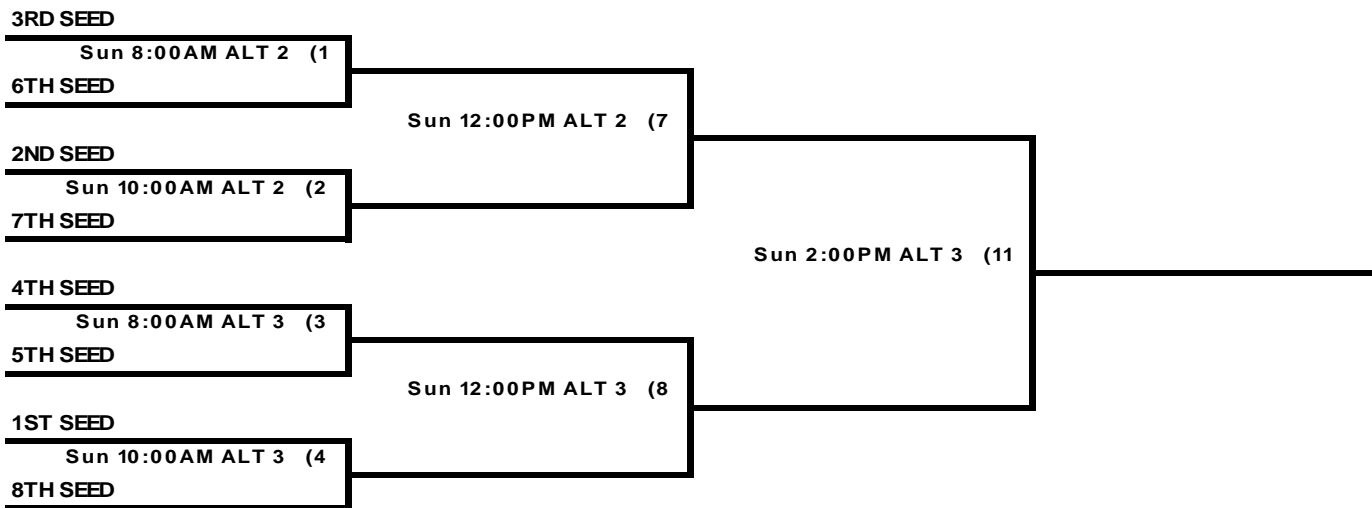 3RD SEED
Sun 8:00AM ALT 2 (1
6TH SEED
Sun 12:00PM ALT 2 (7
2ND SEED
Sun 10:00AM ALT 2 (2
7TH SEED
Sun 2:00PM ALT 3 (11
4TH SEED
Sun 8:00AM ALT 3 (3
5TH SEED
Sun 12:00PM ALT 3 (8
1ST SEED
Sun 10:00AM ALT 3 (4
8TH SEED